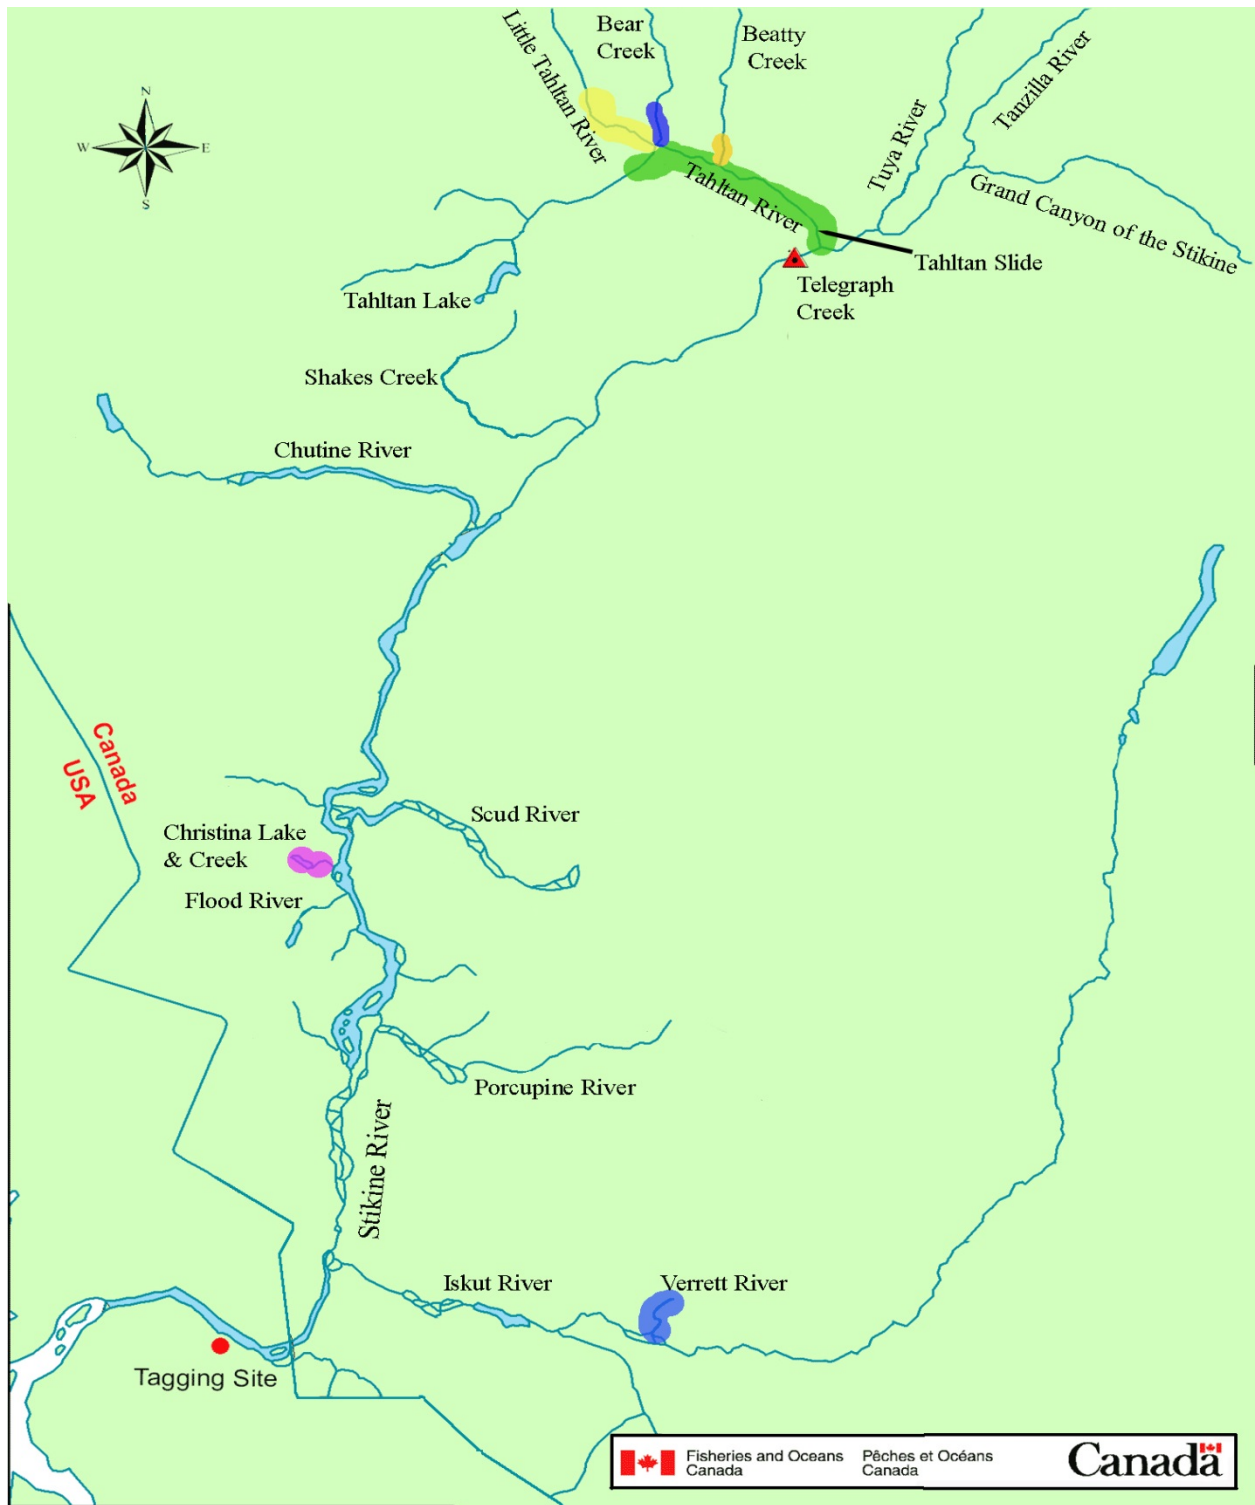 Little Tahltan River
Bear
Creek
Beatty
Creek
Tuya River
Tanzilla River
N
W
E
S
Tahltan River
Grand Canyon of the Stikine
Tahltan Slide
Telegraph
Creek
Tahltan Lake
Shakes Creek
Chutine River
Canada
USA
Scud River
Christina Lake
& Creek
Flood River
Porcupine River
Stikine River
Iskut River
Verrett River
Tagging Site
Fisheries and Oceans
Canada
Pêches et Océans
Canada
Canada